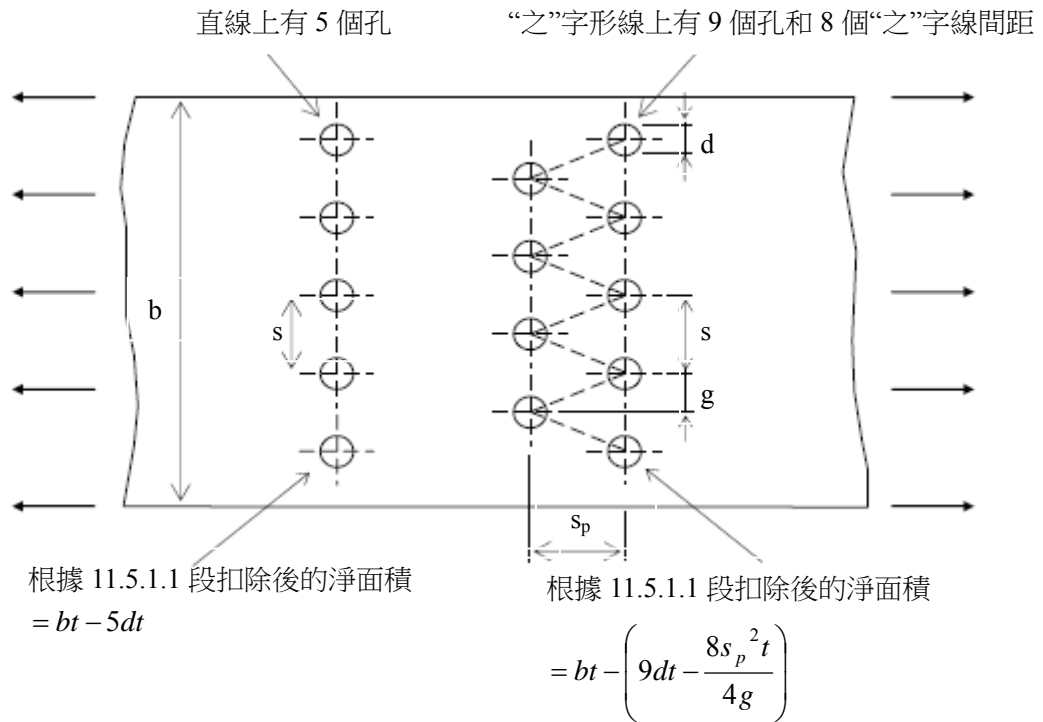 直線上有 5 個孔
“之”字形線上有 9 個孔和 8 個“之”字線間距
d
b
s
s
g
sₚ
根據 11.5.1.1 段扣除後的淨面積
= bt − 5dt
根據 11.5.1.1 段扣除後的淨面積
= bt − (9dt − 8sₚ²t / 4g)